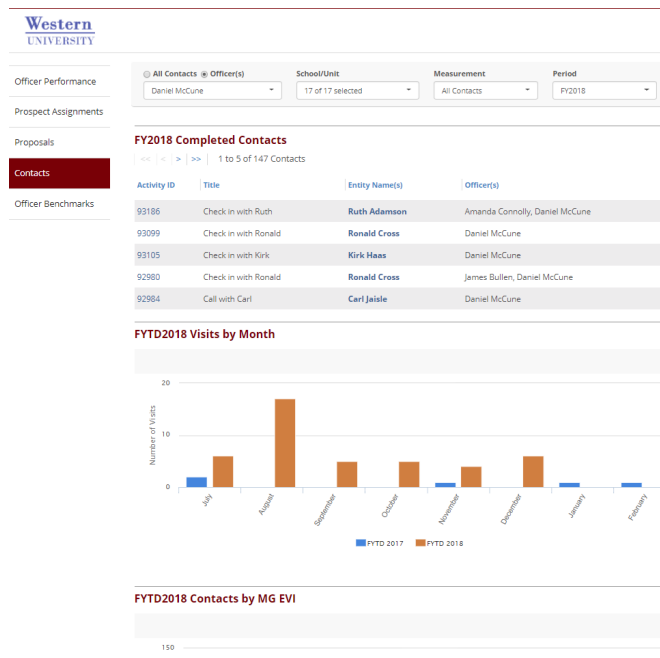 Western
UNIVERSITY
Officer Performance
Prospect Assignments
Proposals
Contacts
Officer Benchmarks
All Contacts Officer(s) School/Unit Measurement Period
Daniel McCune 17 of 17 selected All Contacts FY2018
FY2018 Completed Contacts
<< < > >> 1 to 5 of 147 Contacts
Activity ID Title Entity Name(s) Officer(s)
93186 Check in with Ruth Ruth Adamson Amanda Connolly, Daniel McCune
93099 Check in with Ronald Ronald Cross Daniel McCune
93105 Check in with Kirk Kirk Haas Daniel McCune
92980 Check in with Ronald Ronald Cross James Bullen, Daniel McCune
92984 Call with Carl Carl Jaisle Daniel McCune
FYTD2018 Visits by Month
20
10
0
Number of Visits
July August September October November December January February
FYTD 2017 FYTD 2018
FYTD2018 Contacts by MG EVI
150